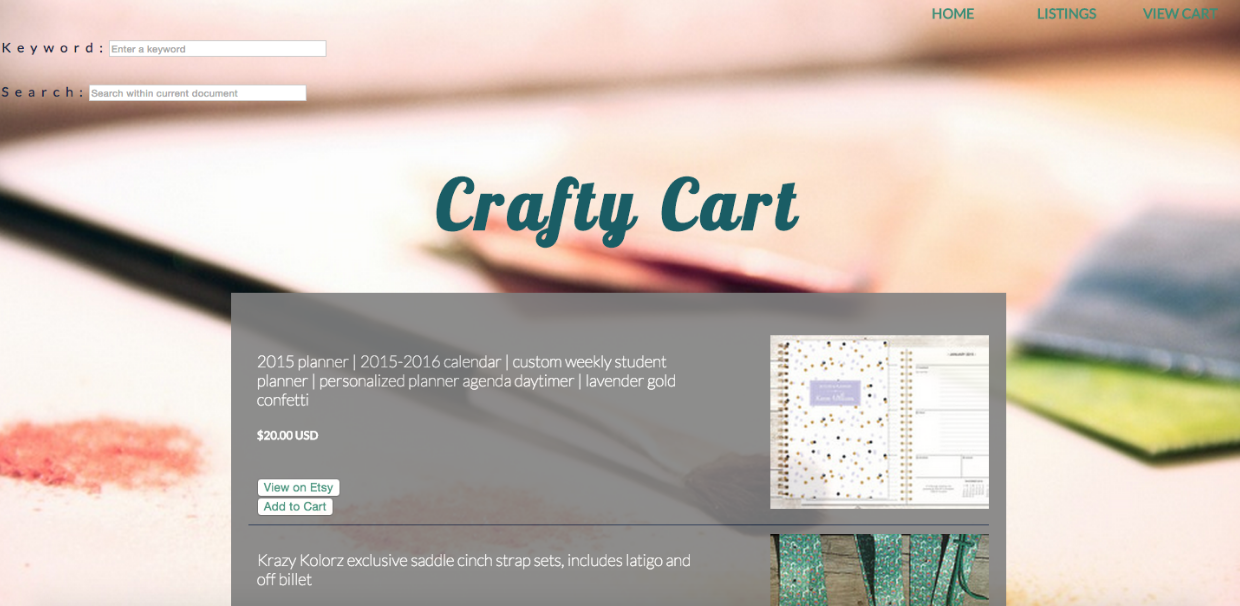 HOME LISTINGS VIEW CART
Keyword: Enter a keyword
Search: Search within current document
Crafty Cart
2015 planner | 2015-2016 calendar | custom weekly student
planner | personalized planner agenda daytimer | lavender gold
confetti
$20.00 USD
View on Etsy
Add to Cart
Krazy Kolorz exclusive saddle cinch strap sets, includes latigo and
off billet